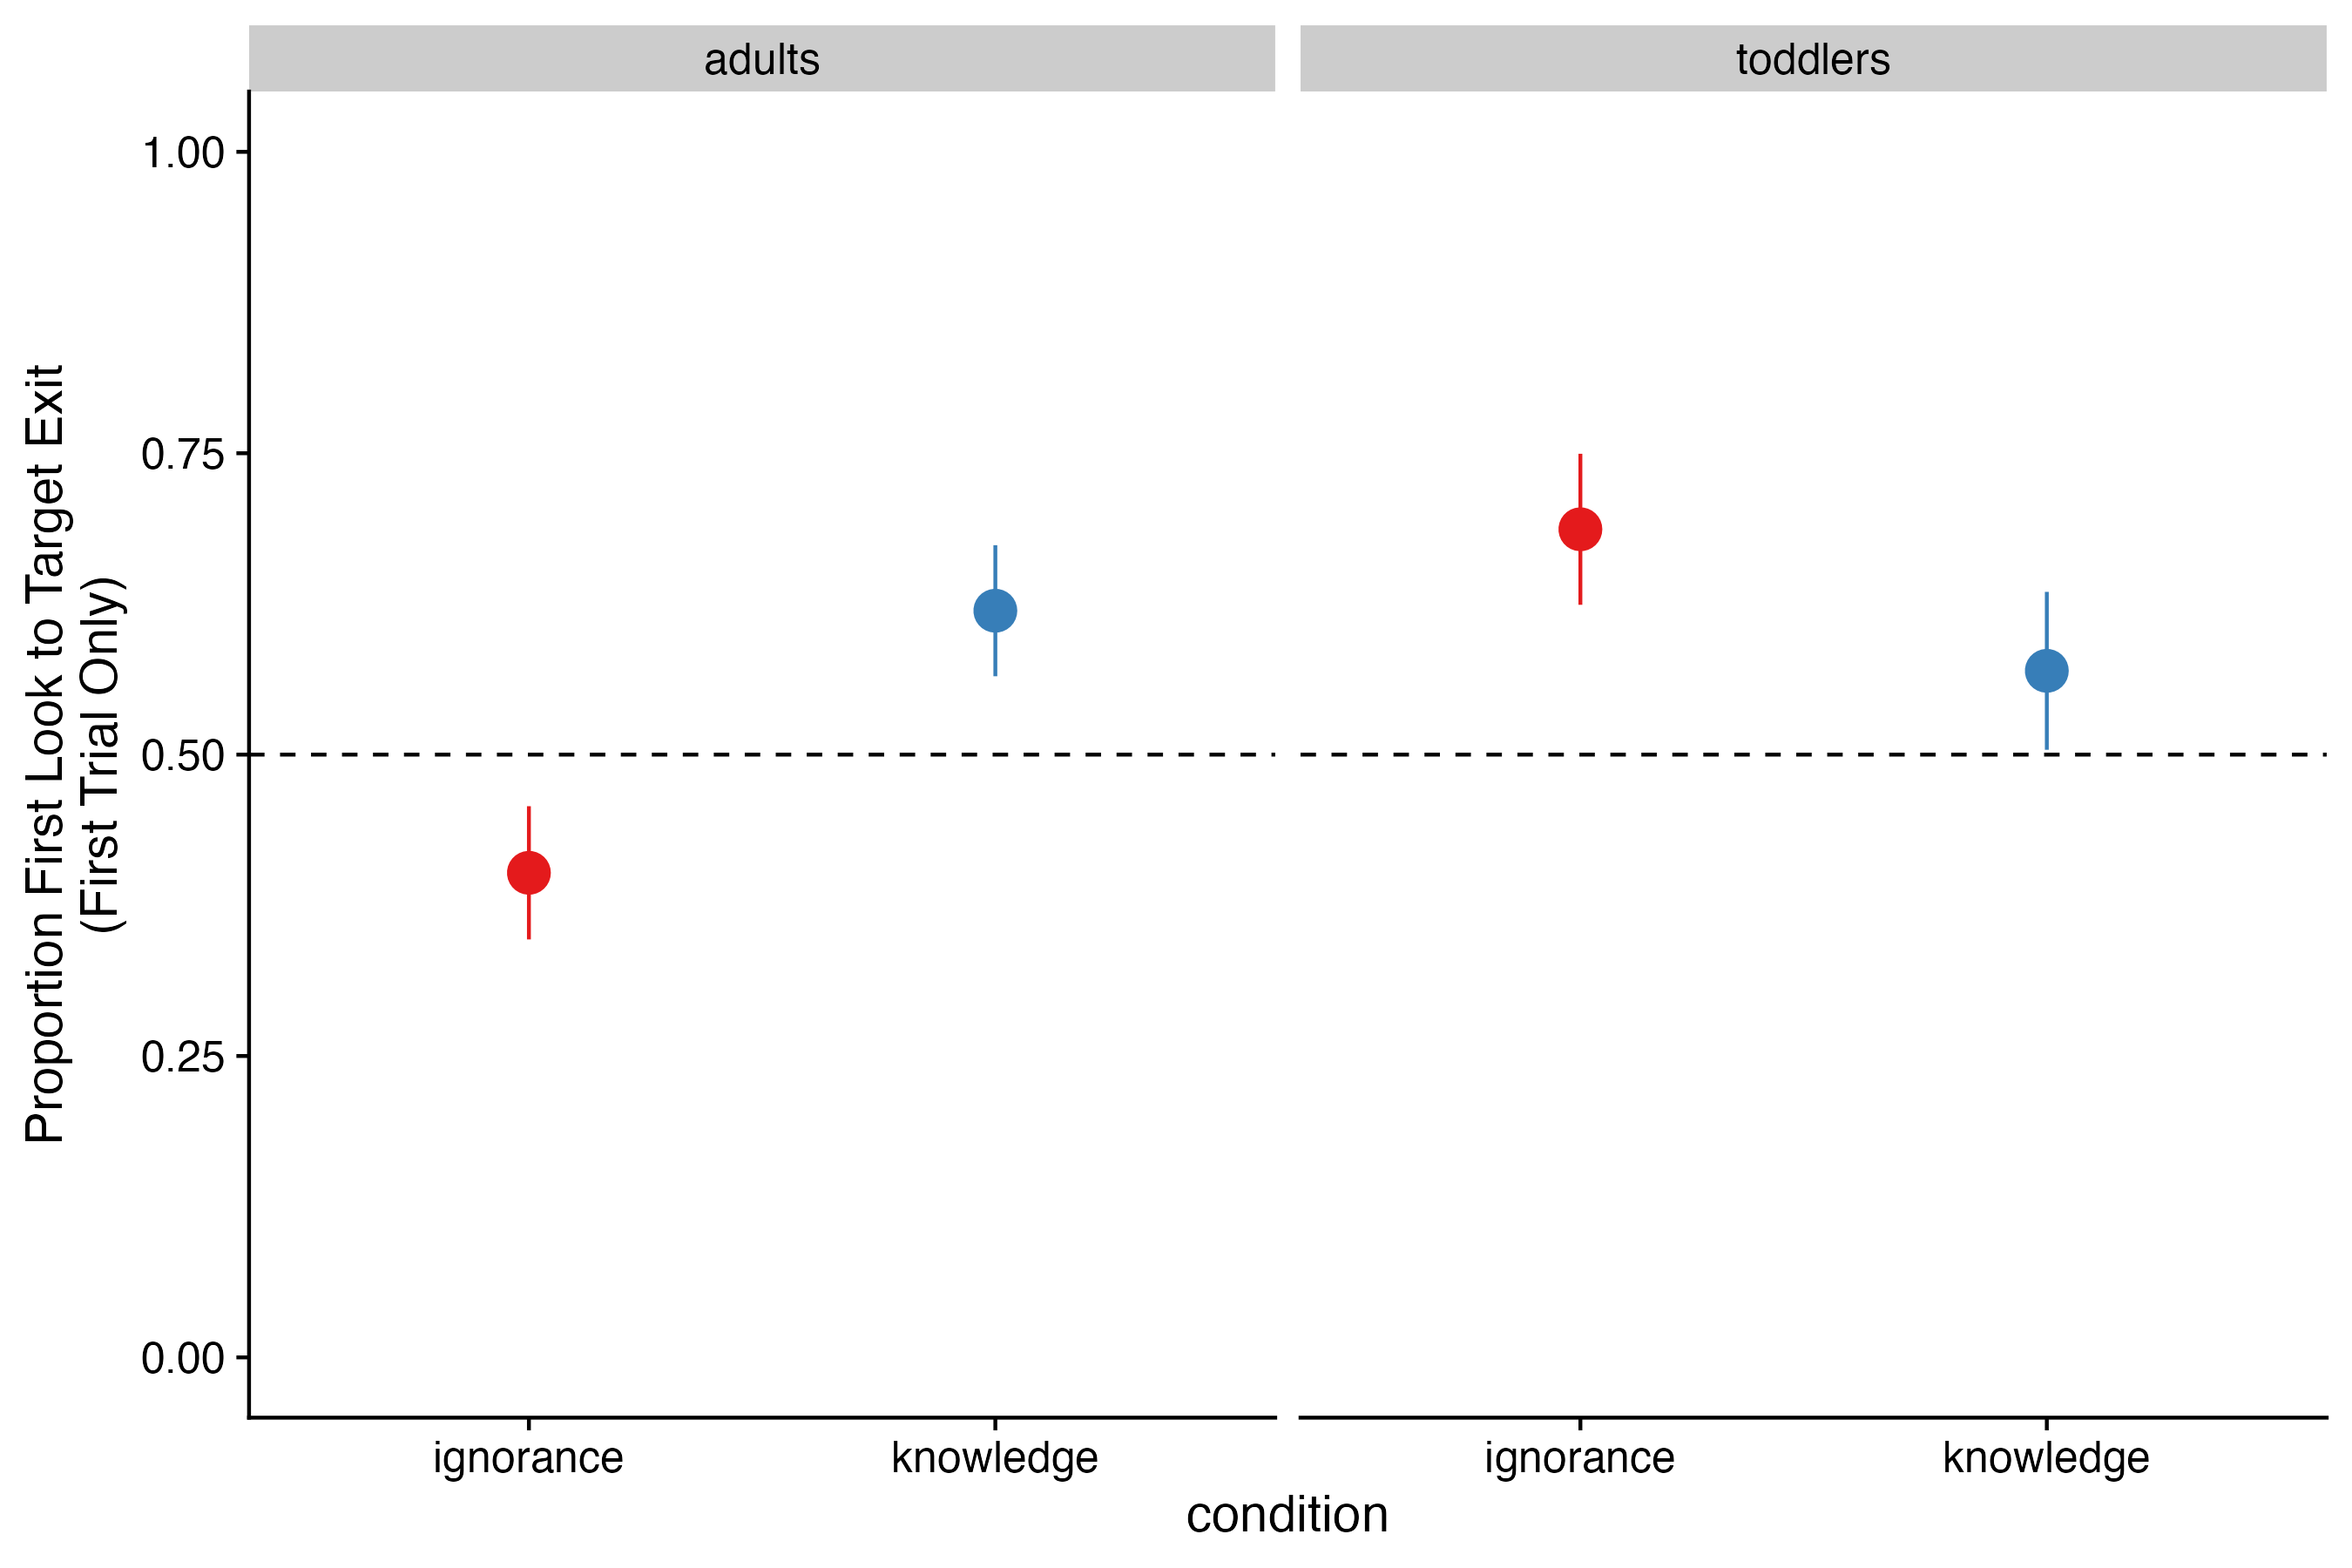 adults
toddlers
Proportion First Look to Target Exit
(First Trial Only)
1.00
0.75
0.50
0.25
0.00
ignorance
knowledge
ignorance
knowledge
condition